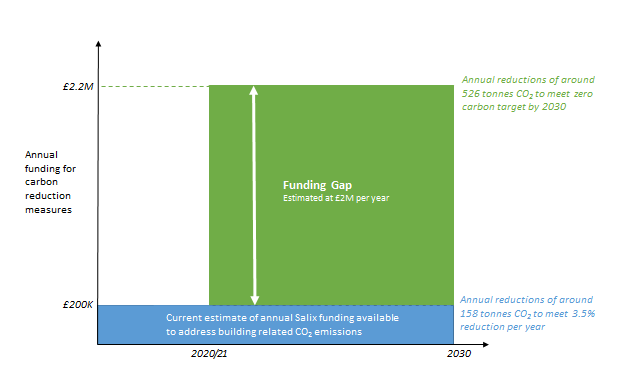 £2.2M
Annual reductions of around
526 tonnes CO₂ to meet zero
carbon target by 2030
Annual
funding for
carbon
reduction
measures
Funding Gap
Estimated at £2M per year
£200K
Current estimate of annual Salix funding available
to address building related CO₂ emissions
Annual reductions of around
158 tonnes CO₂ to meet 3.5%
reduction per year
2020/21
2030